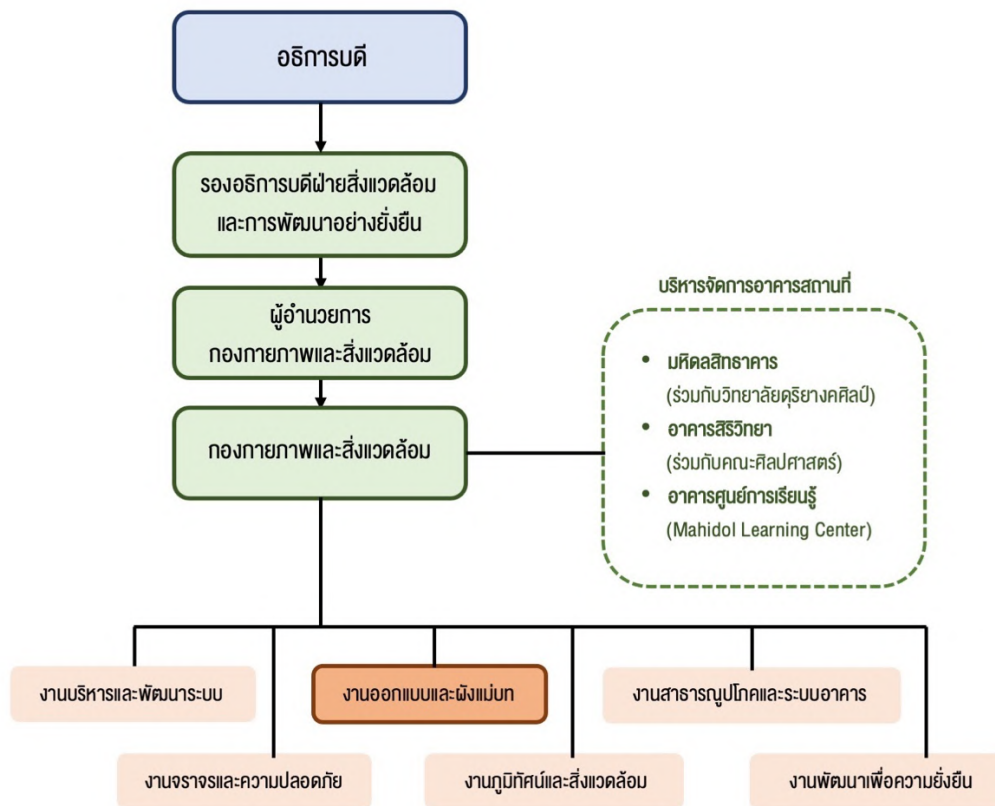 อธิการบดี
รองอธิการบดีฝ่ายสิ่งแวดล้อม
และการพัฒนาอย่างยั่งยืน
ผู้อำนวยการ
กองกายภาพและสิ่งแวดล้อม
กองกายภาพและสิ่งแวดล้อม
บริหารจัดการอาคารสถานที่
• มหิดลสิทธาคาร
(ร่วมกับวิทยาลัยดุริยางคศิลป์)
• อาคารสิริวิทยา
(ร่วมกับคณะศิลปศาสตร์)
• อาคารศูนย์การเรียนรู้
(Mahidol Learning Center)
งานบริหารและพัฒนาระบบ
งานออกแบบและผังแม่บท
งานสาธารณูปโภคและระบบอาคาร
งานจราจรและความปลอดภัย
งานภูมิทัศน์และสิ่งแวดล้อม
งานพัฒนาเพื่อความยั่งยืน